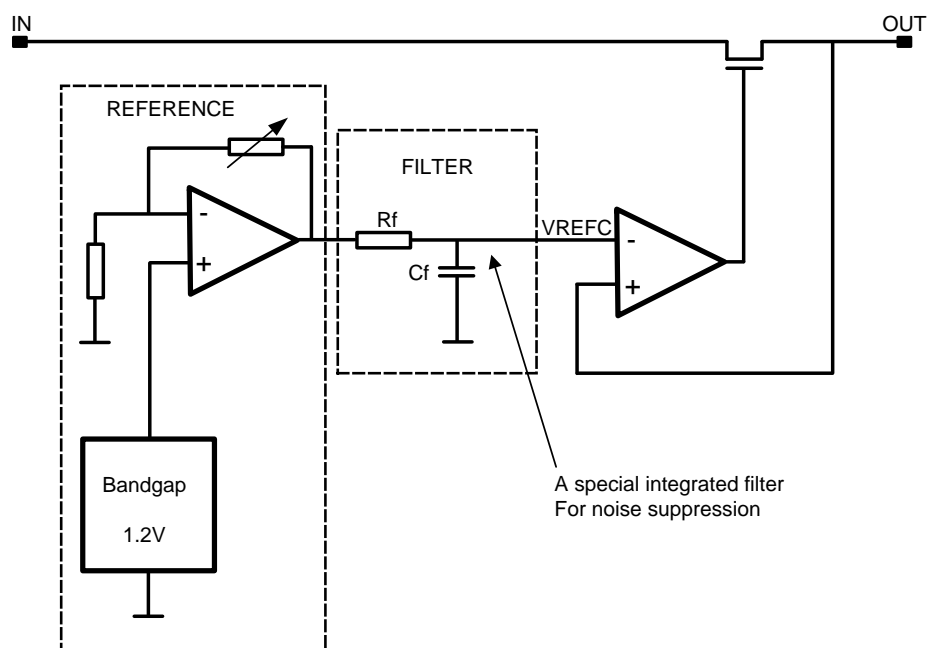 IN
OUT
REFERENCE
FILTER
-
+
Rf
Cf
VREFC
-
+
Bandgap
1.2V
A special integrated filter
For noise suppression